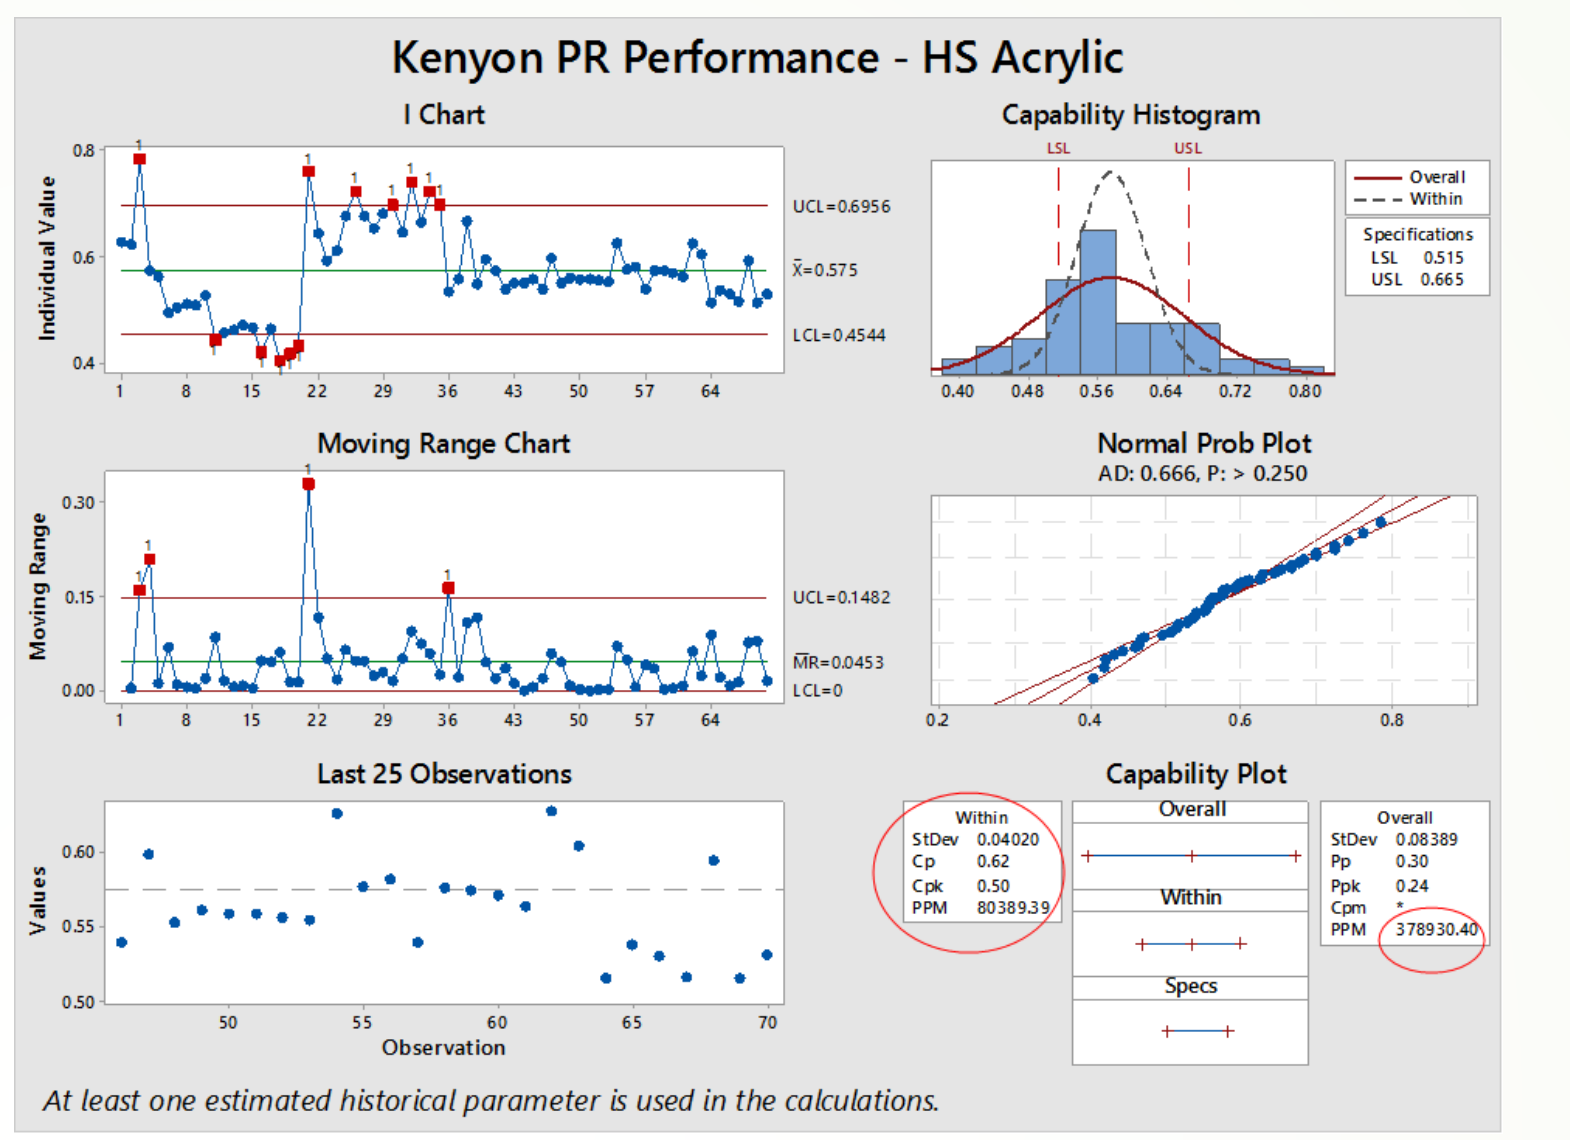 Kenyon PR Performance - HS Acrylic
I Chart
Individual Value
0.8
0.6
0.4
1 1 1 1 1 1 1
1 1 1 1 1
UCL=0.6956
X̄=0.575
LCL=0.4544
1 8 15 22 29 36 43 50 57 64
Capability Histogram
LSL USL
Overall
Within
Specifications
LSL 0.515
USL 0.665
0.40 0.48 0.56 0.64 0.72 0.80
Moving Range Chart
Moving Range
0.30
0.15
0.00
1 1 1 1
UCL=0.1482
M̅R̅=0.0453
LCL=0
1 8 15 22 29 36 43 50 57 64
Normal Prob Plot
AD: 0.666, P: > 0.250
0.2 0.4 0.6 0.8
Last 25 Observations
Values
0.60
0.55
0.50
50 55 60 65 70
Observation
Capability Plot
Within
StDev 0.04020
Cp 0.62
Cpk 0.50
PPM 80389.39
Overall
Within
Specs
Overall
StDev 0.08389
Pp 0.30
Ppk 0.24
Cpm *
PPM 378930.40
At least one estimated historical parameter is used in the calculations.